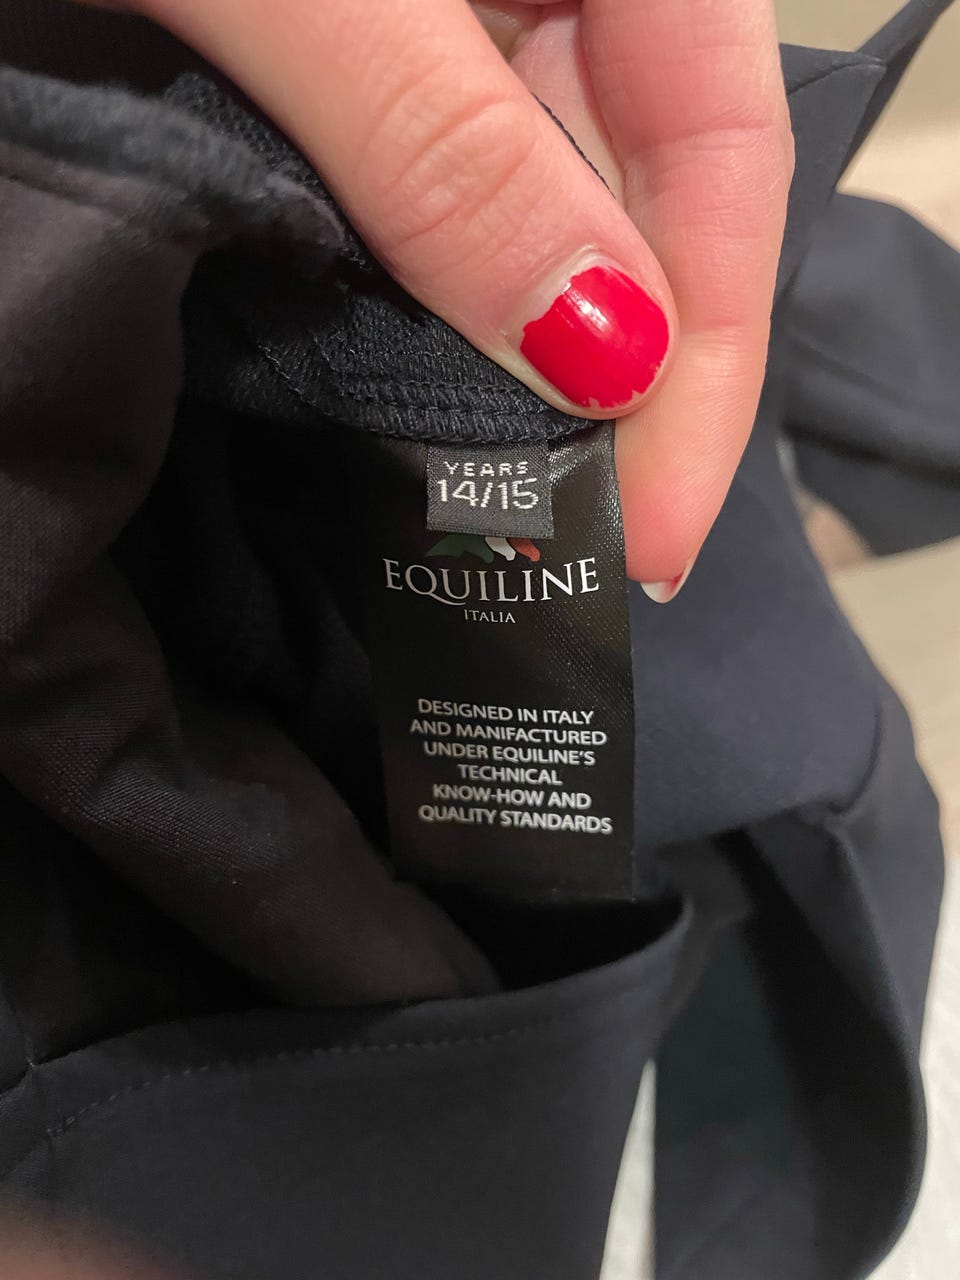 YEARS
14/15
EQUILINE
ITALIA
DESIGNED IN ITALY
AND MANIFACTURED
UNDER EQUILINE'S
TECHNICAL
KNOW-HOW AND
QUALITY STANDARDS